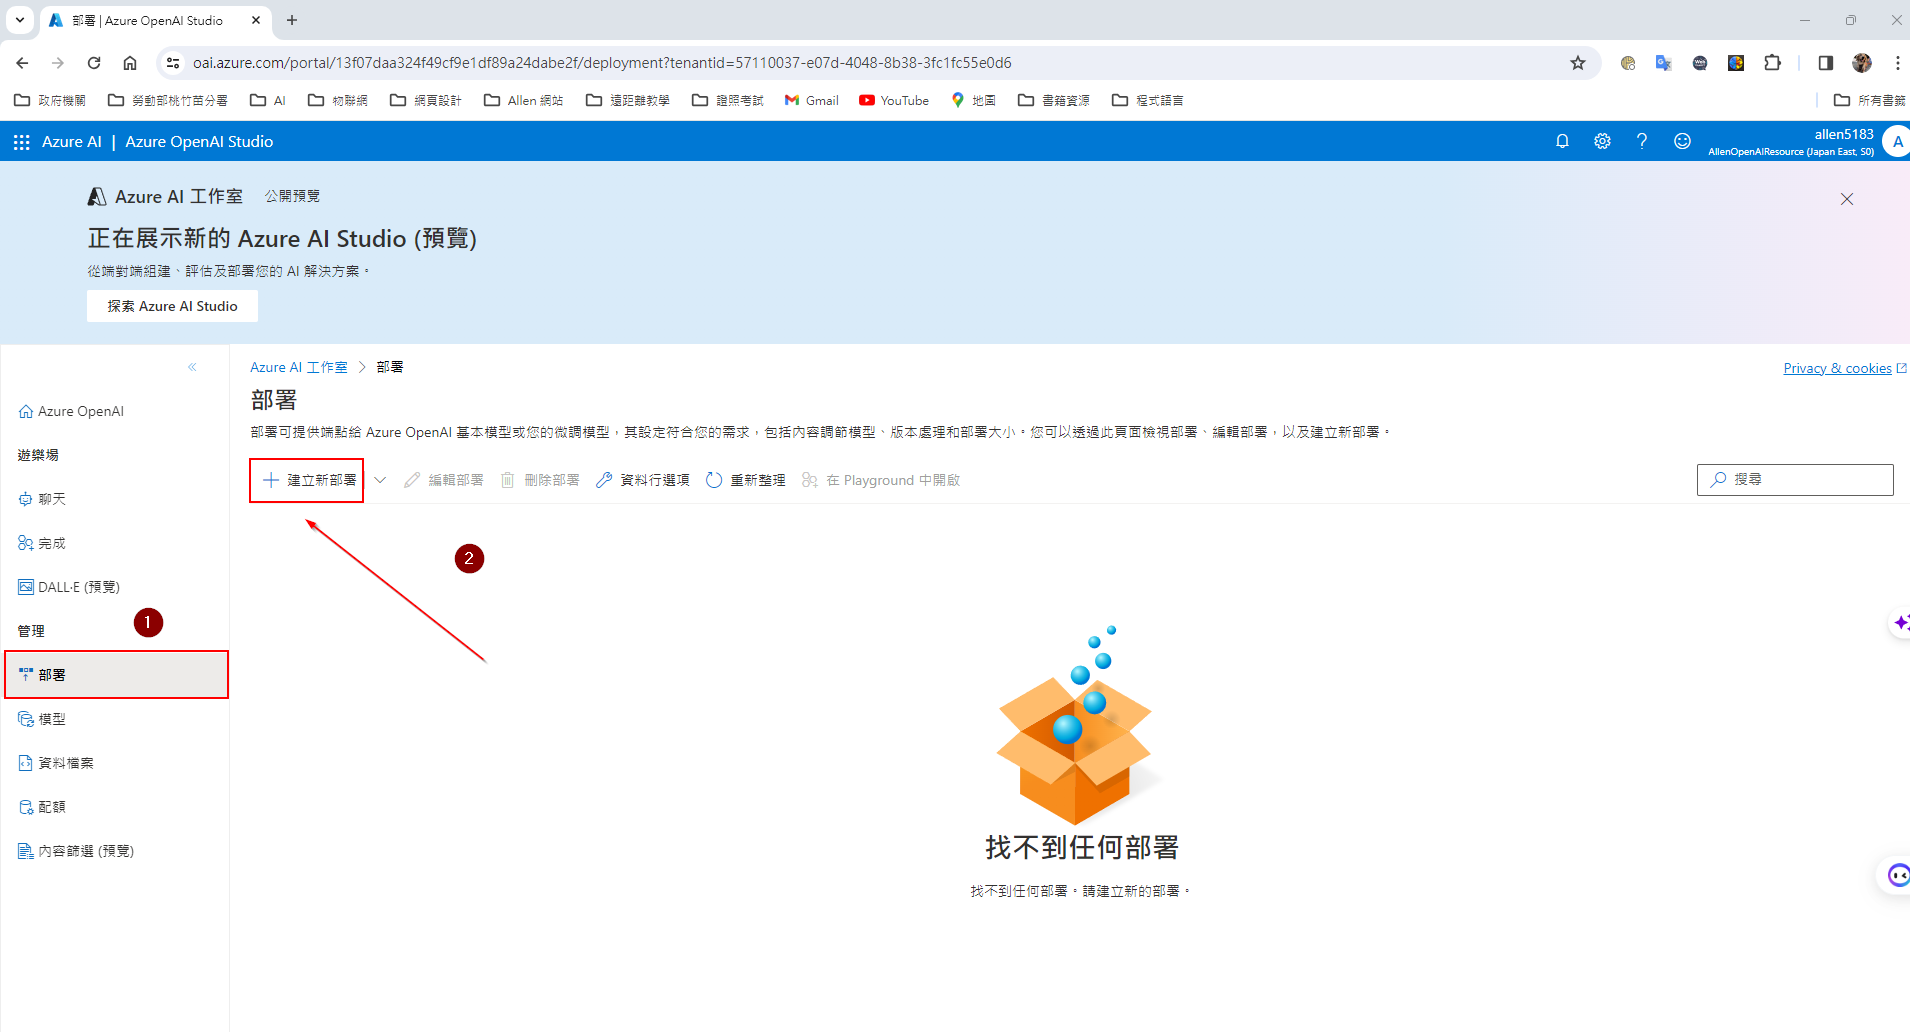 部署 | Azure OpenAI Studio
oai.azure.com/portal/13f07daa324f49cf9e1df89a24dabe2f/deployment?tenantid=57110037-e07d-4048-8b38-3fc1fc55e0d6
政府機關 勞動部桃竹苗分署 AI 物聯網 網頁設計 Allen 網站 遠距離教學 證照考試 Gmail YouTube 地圖 書籍資源 程式語言 所有書籤
Azure AI | Azure OpenAI Studio
allen5183
AllenOpenAIResource (Japan East, S0)
A
Azure AI 工作室 公開預覽
正在展示新的 Azure AI Studio (預覽)
從端對端組建、評估及部署您的 AI 解決方案。
探索 Azure AI Studio
Azure AI 工作室 > 部署
Privacy & cookies
部署
部署可提供端點給 Azure OpenAI 基本模型或您的微調模型，其設定符合您的需求，包括內容調節模型、版本處理和部署大小。您可以透過此頁面檢視部署、編輯部署，以及建立新部署。
建立新部署 編輯部署 刪除部署 資料行選項 重新整理 在 Playground 中開啟 搜尋
Azure OpenAI
遊樂場
聊天
完成
DALL·E (預覽)
管理
部署
模型
資料檔案
配額
內容篩選 (預覽)
1
2
找不到任何部署
找不到任何部署。請建立新的部署。